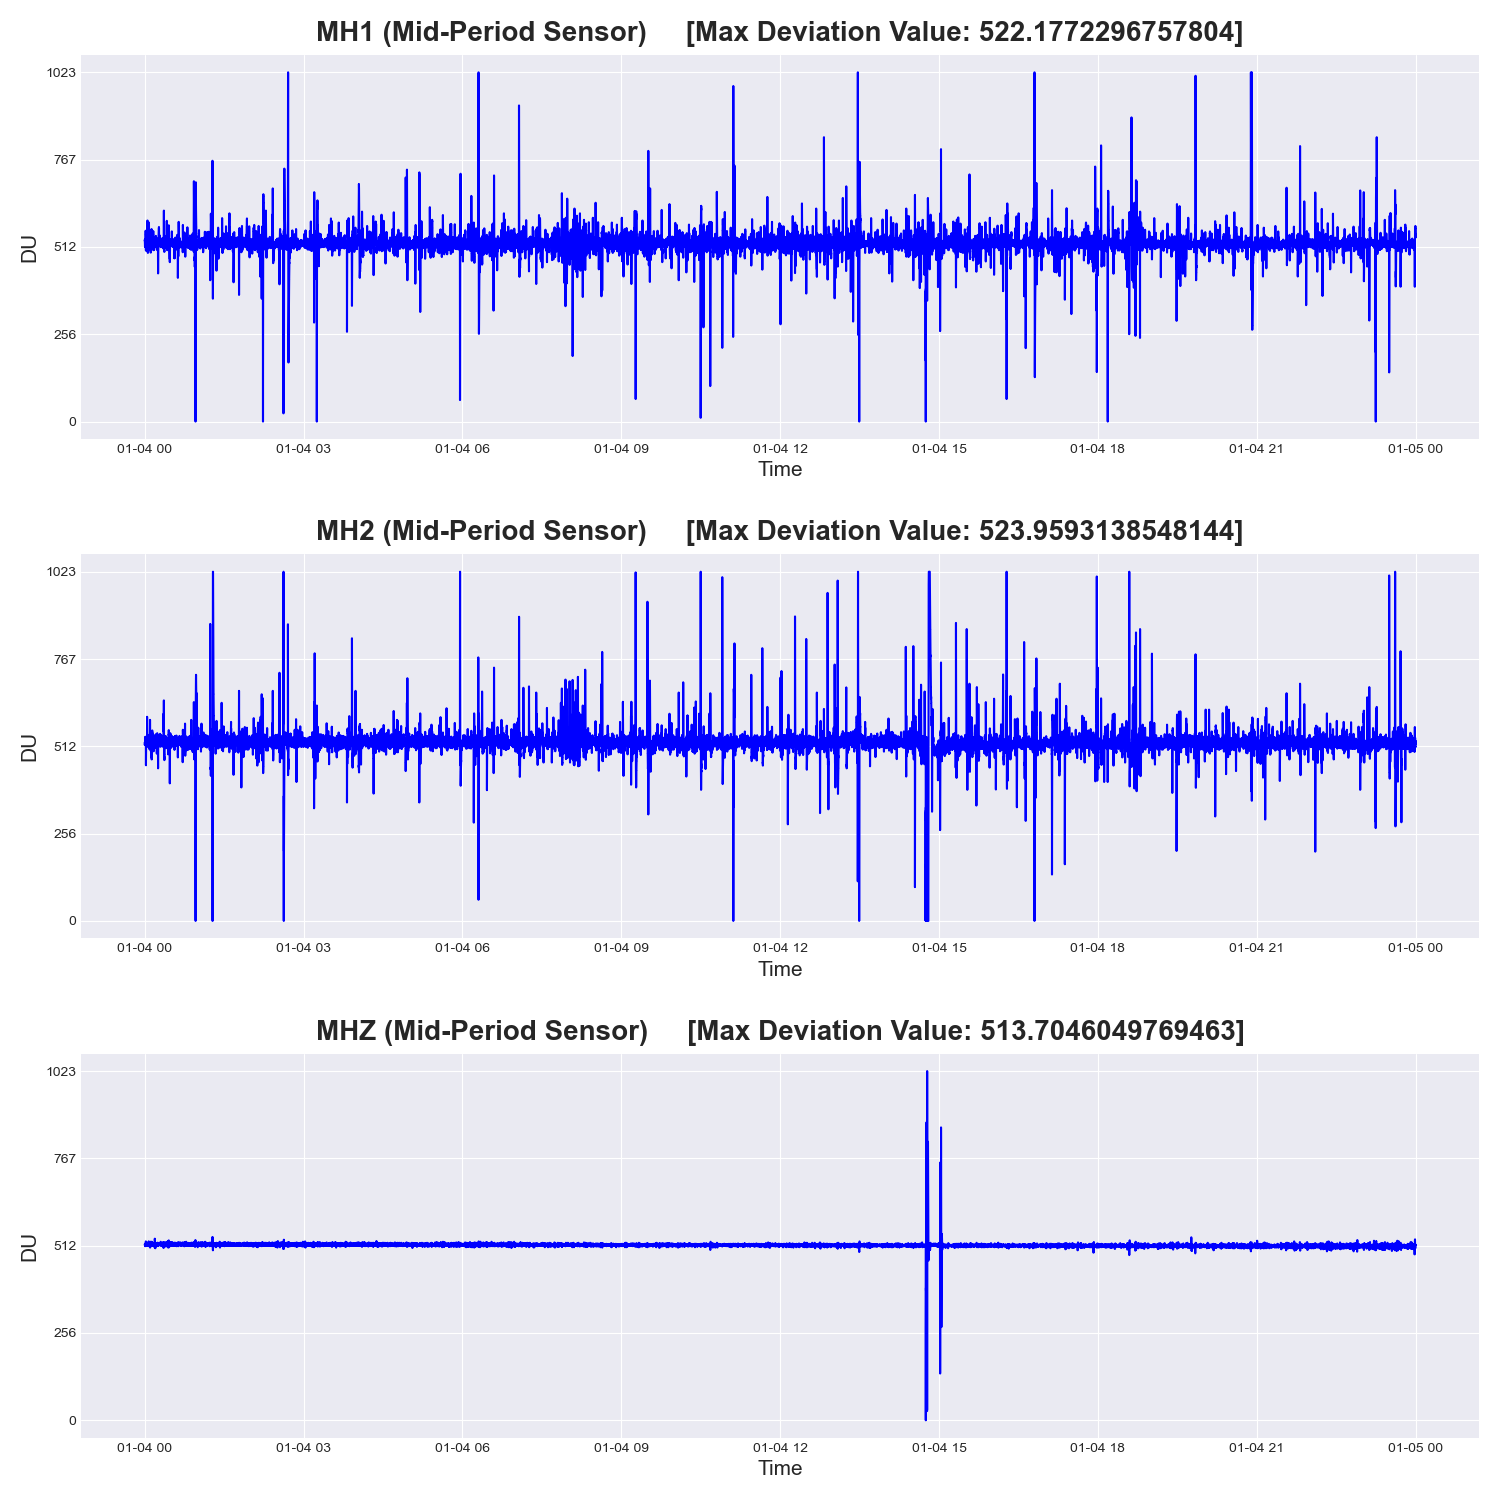 MH1 (Mid-Period Sensor) [Max Deviation Value: 522.1772296757804]
1023
767
512
256
0
DU
01-04 00 01-04 03 01-04 06 01-04 09 01-04 12 01-04 15 01-04 18 01-04 21 01-05 00
Time
MH2 (Mid-Period Sensor) [Max Deviation Value: 523.9593138548144]
1023
767
512
256
0
DU
01-04 00 01-04 03 01-04 06 01-04 09 01-04 12 01-04 15 01-04 18 01-04 21 01-05 00
Time
MHZ (Mid-Period Sensor) [Max Deviation Value: 513.7046049769463]
1023
767
512
256
0
DU
01-04 00 01-04 03 01-04 06 01-04 09 01-04 12 01-04 15 01-04 18 01-04 21 01-05 00
Time